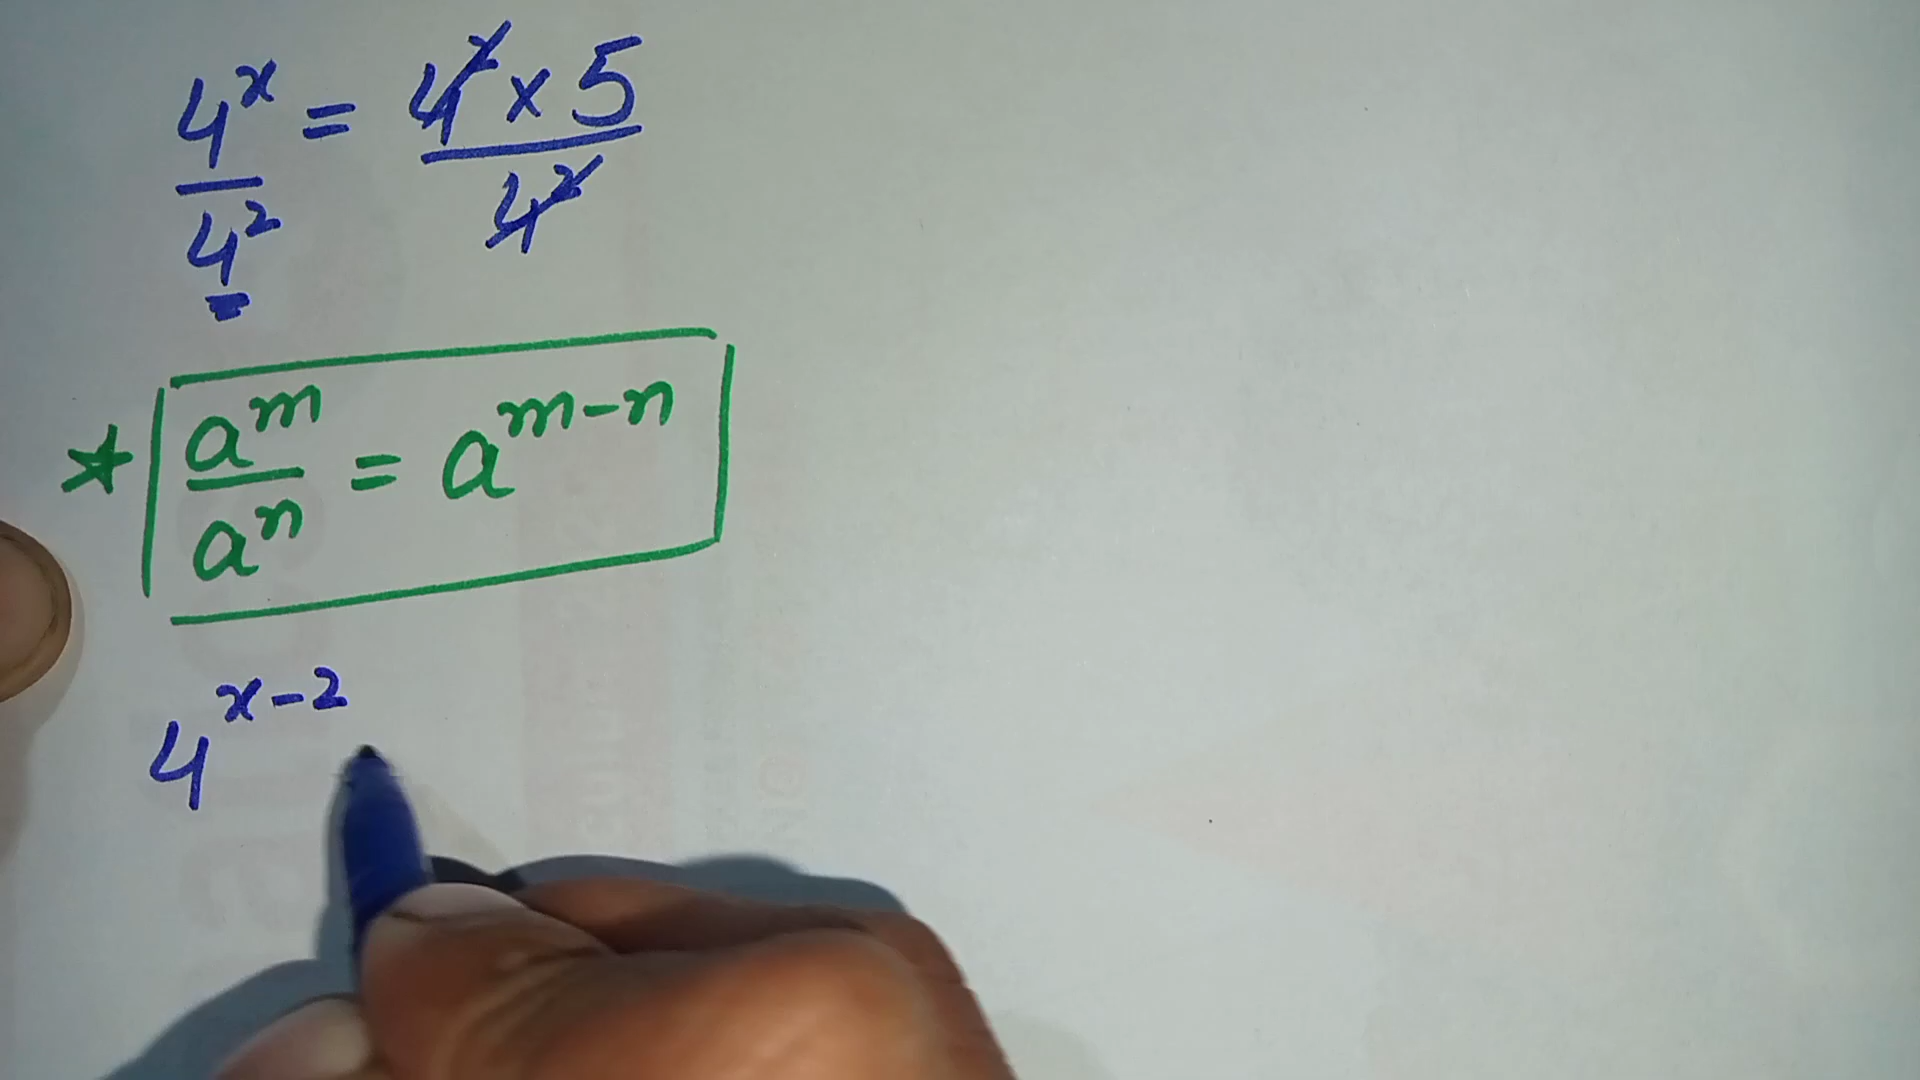 4^x/4^2 = 4^2 × 5/4^2
* a^m/a^n = a^(m-n)
4^(x-2)